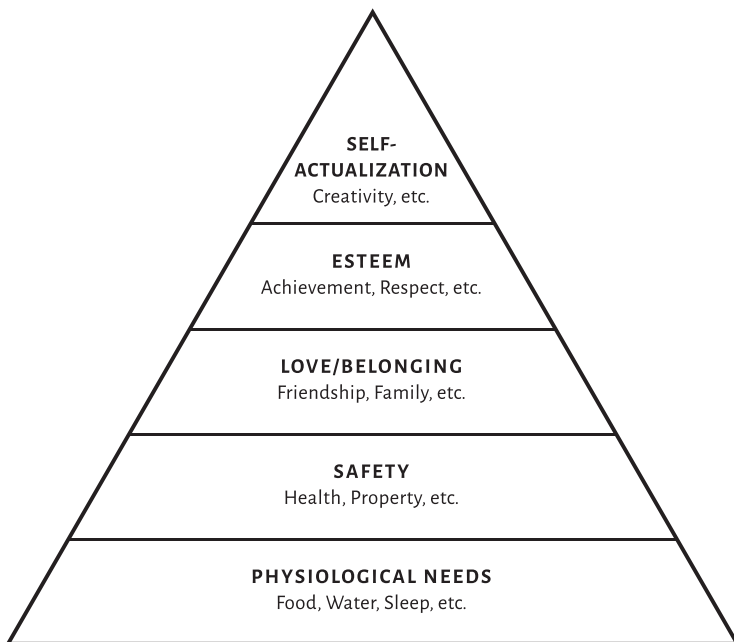 SELF-
ACTUALIZATION
Creativity, etc.
ESTEEM
Achievement, Respect, etc.
LOVE/BELONGING
Friendship, Family, etc.
SAFETY
Health, Property, etc.
PHYSIOLOGICAL NEEDS
Food, Water, Sleep, etc.